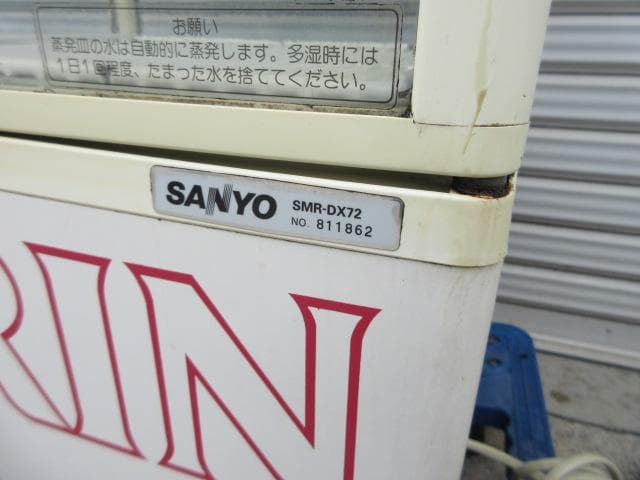 お願い
蒸発皿の水は自動的に蒸発します。多湿時には
1日1回程度、たまった水を捨ててください。
SANYO SMR-DX72
NO. 811862
RIN